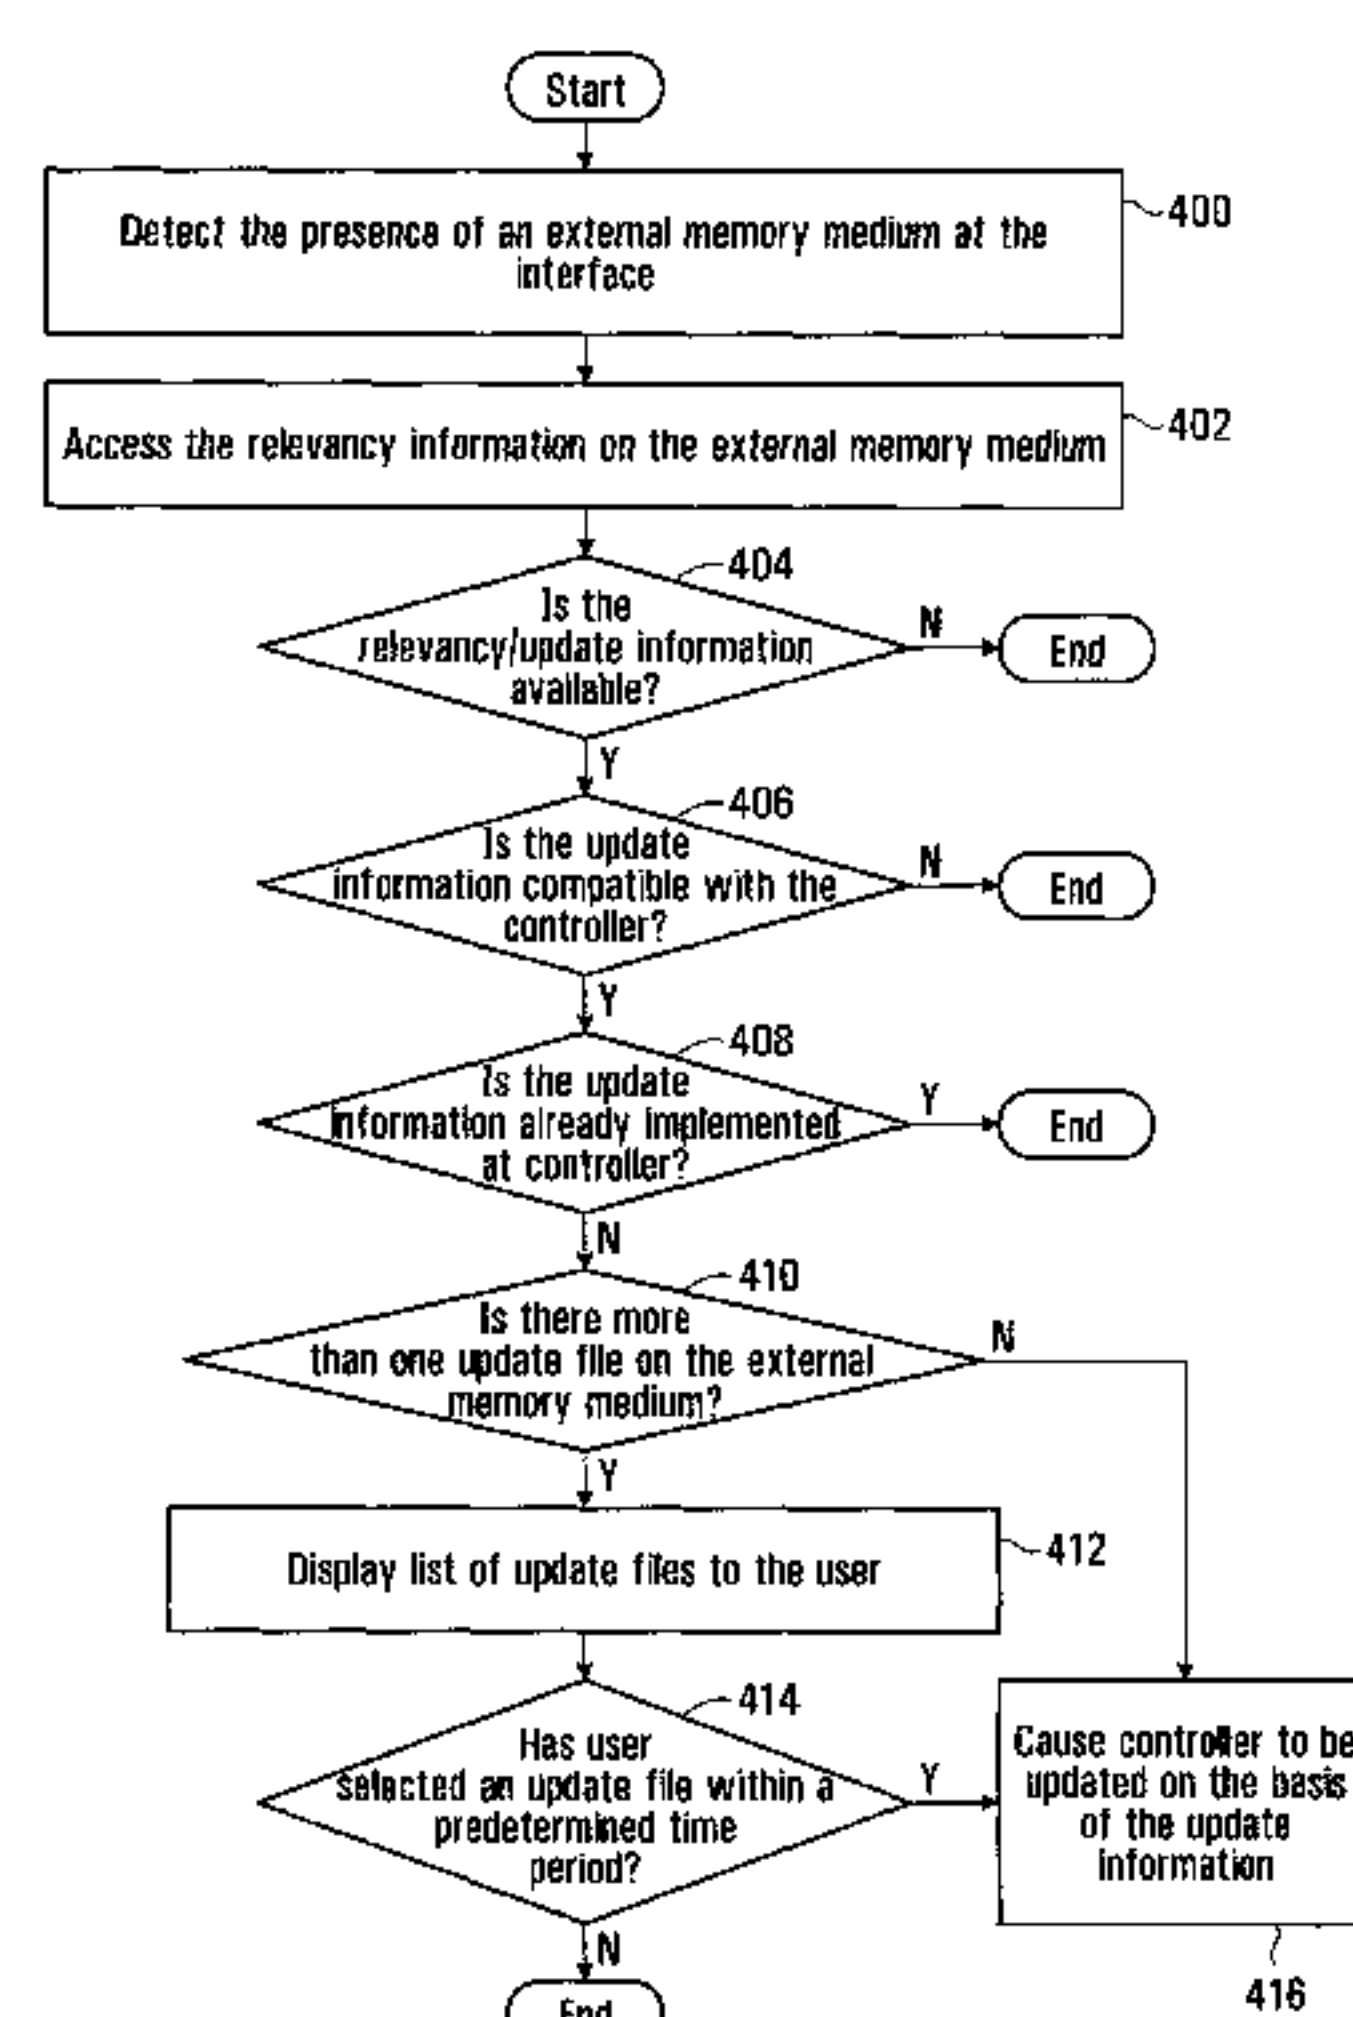 Start
Detect the presence of an external memory medium at the
interface
400
Access the relevancy information on the external memory medium
402
404
Is the
relevancy/update information
available?
N
End
Y
406
Is the update
information compatible with the
controller?
N
End
Y
408
Is the update
information already implemented
at controller?
Y
End
N
410
Is there more
than one update file on the external
memory medium?
N
Y
Display list of update files to the user
412
414
Has user
selected an update file within a
predetermined time
period?
Y
Cause controller to be
updated on the basis
of the update
information
416
N
End